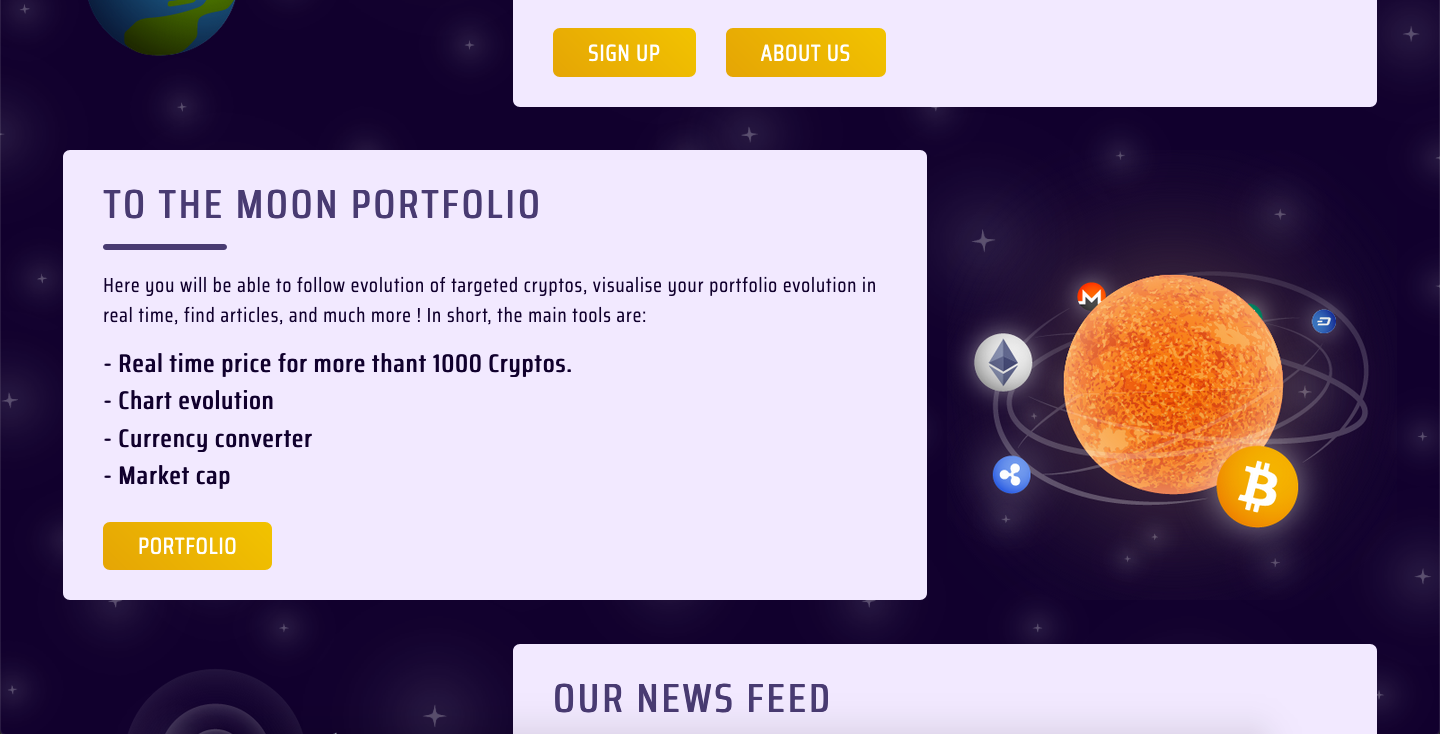 SIGN UP
ABOUT US
TO THE MOON PORTFOLIO
Here you will be able to follow evolution of targeted cryptos, visualise your portfolio evolution in
real time, find articles, and much more ! In short, the main tools are:
- Real time price for more thant 1000 Cryptos.
- Chart evolution
- Currency converter
- Market cap
PORTFOLIO
OUR NEWS FEED